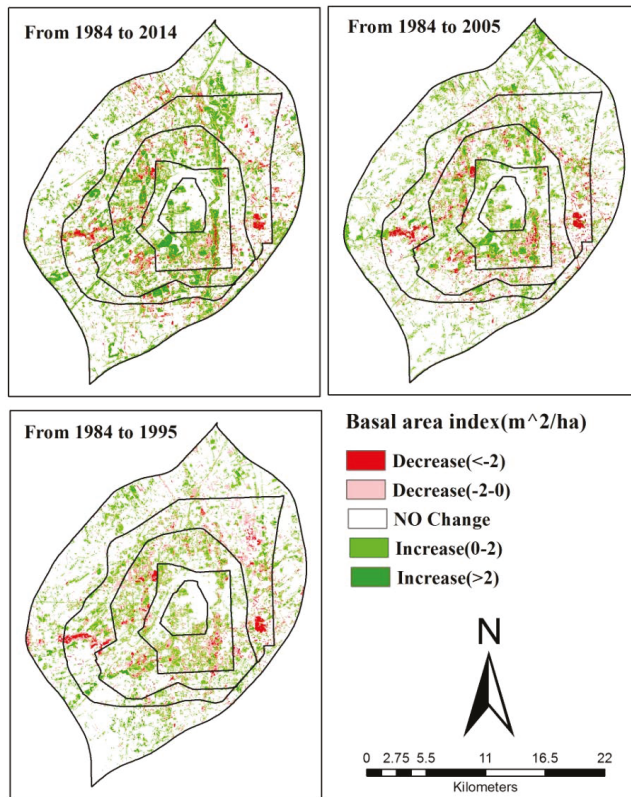 From 1984 to 2014
From 1984 to 2005
From 1984 to 1995
Basal area index(m^2/ha)
Decrease(<-2)
Decrease(-2-0)
NO Change
Increase(0-2)
Increase(>2)
N
0 2.75 5.5 11 16.5 22
Kilometers